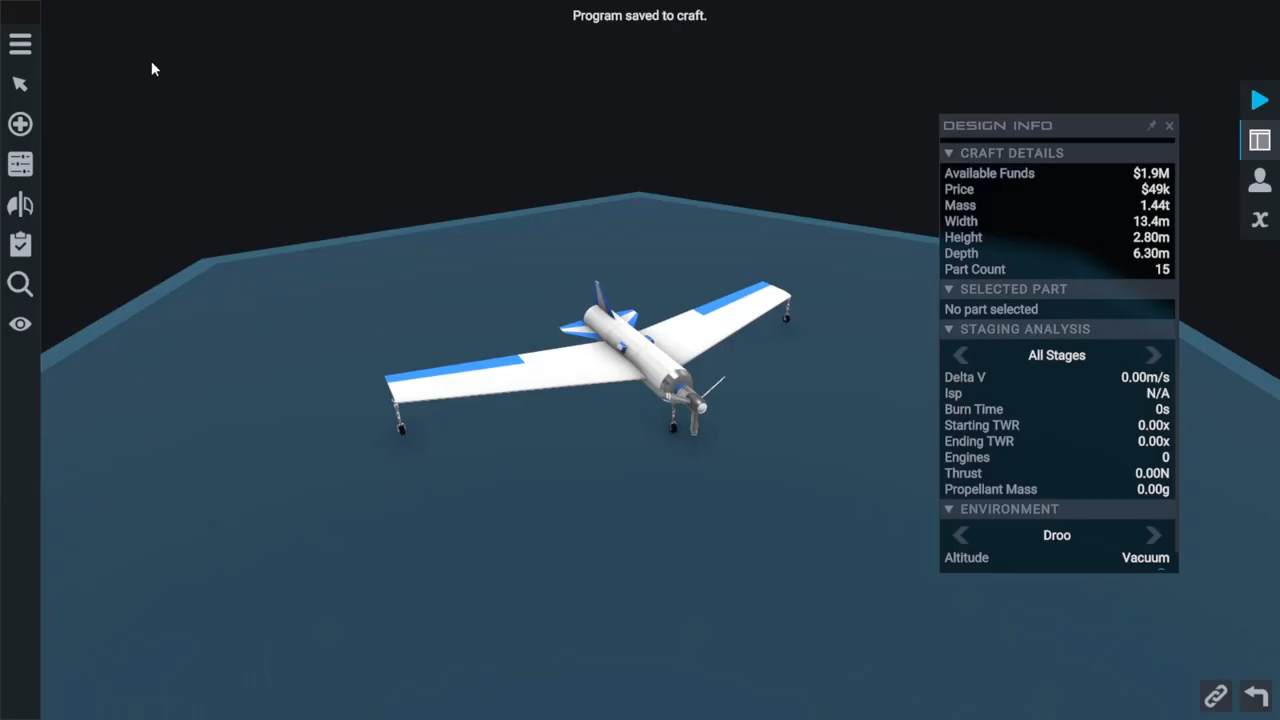 Program saved to craft.
DESIGN INFO
CRAFT DETAILS
Available Funds $1.9M
Price $49k
Mass 1.44t
Width 13.4m
Height 2.80m
Depth 6.30m
Part Count 15
SELECTED PART
No part selected
STAGING ANALYSIS
All Stages
Delta V 0.00m/s
Isp N/A
Burn Time 0s
Starting TWR 0.00x
Ending TWR 0.00x
Engines 0
Thrust 0.00N
Propellant Mass 0.00g
ENVIRONMENT
Droo
Altitude Vacuum